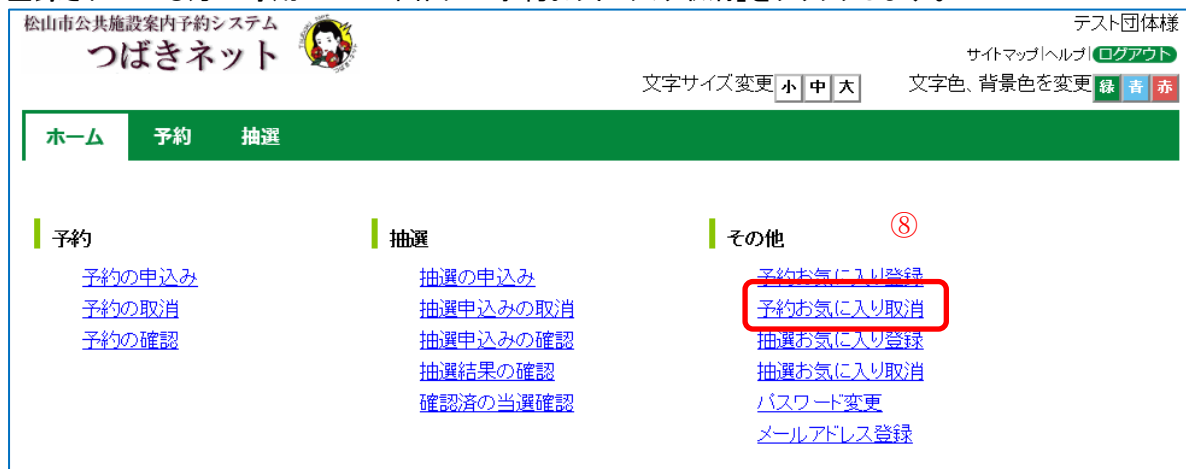 松山市公共施設案内予約システム
つばきネット
テスト団体様
サイトマップ|ヘルプ|ログアウト
文字サイズ変更 小 中 大 文字色、背景色を変更 緑 青 赤
ホーム 予約 抽選
予約
予約の申込み
予約の取消
予約の確認
抽選
抽選の申込み
抽選申込みの取消
抽選申込みの確認
抽選結果の確認
確認済の当選確認
その他
⑧
予約お気に入り登録
予約お気に入り取消
抽選お気に入り登録
抽選お気に入り取消
パスワード変更
メールアドレス登録